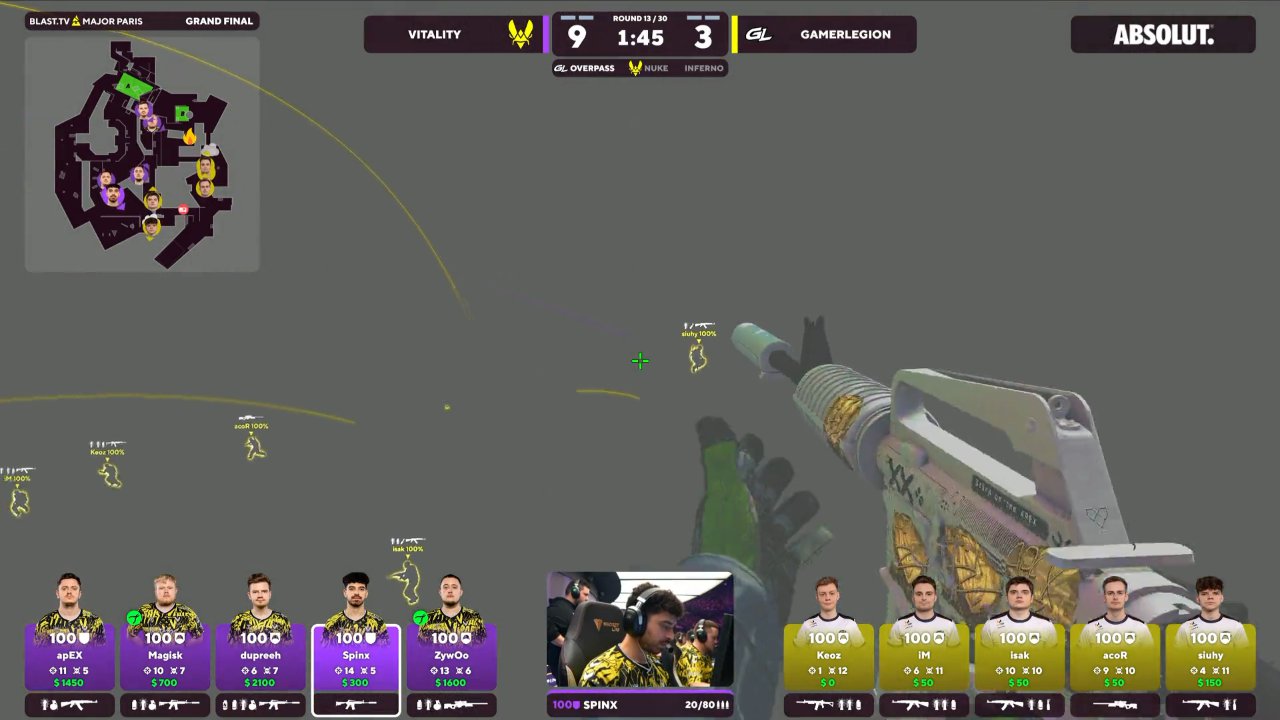 BLAST.TV MAJOR PARIS GRAND FINAL
VITALITY
9
ROUND 13 / 30
1:45
3
GL GAMERLEGION
ABSOLUT.
GL OVERPASS NUKE INFERNO
siuhy 100%
acoR 100%
Keoz 100%
iM 100%
isak 100%
100 100 100 100 100
apEX Magisk dupreeh Spinx ZywOo
11 5 10 7 6 7 14 5 13 6
$1450 $700 $2100 $300 $1600
100 SPINX 20/80
100 100 100 100 100
Keoz iM isak acoR siuhy
1 12 6 11 10 10 9 10 4 11
$0 $50 $50 $50 $150